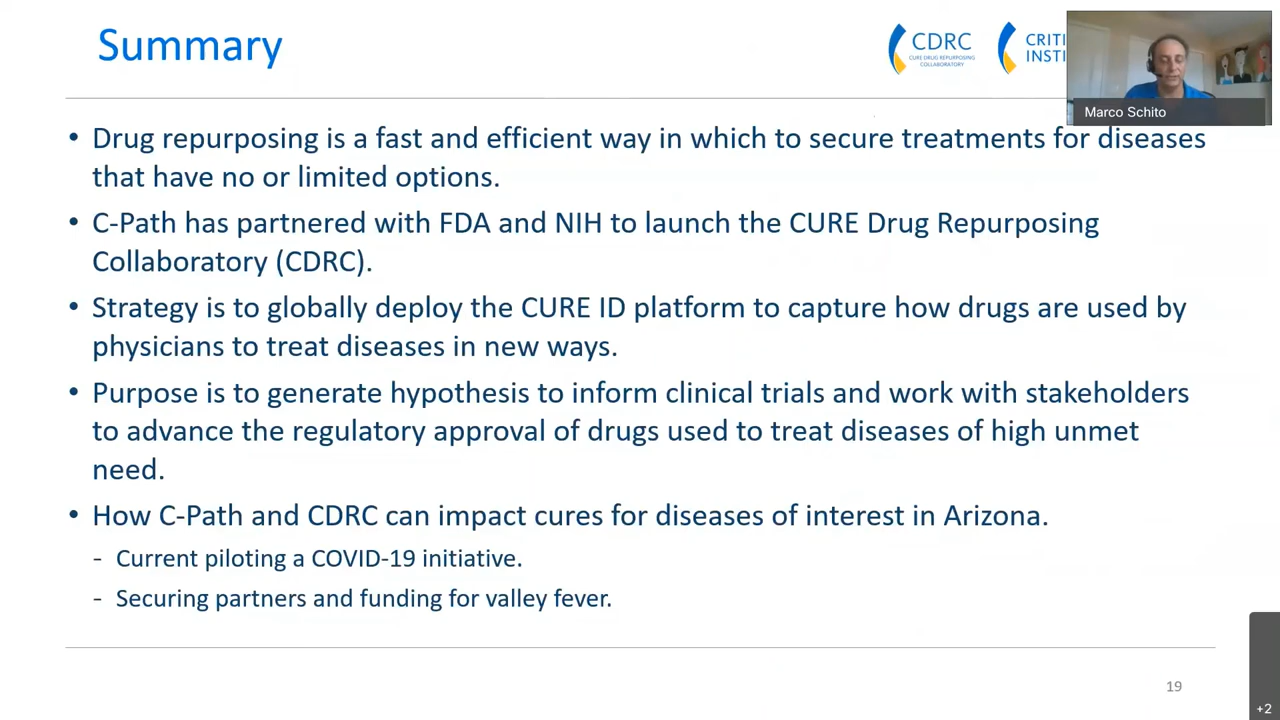 Summary
CDRC
CURE DRUG REPURPOSING
COLLABORATORY
CRITI
INSTI
Marco Schito
• Drug repurposing is a fast and efficient way in which to secure treatments for diseases
that have no or limited options.
• C-Path has partnered with FDA and NIH to launch the CURE Drug Repurposing
Collaboratory (CDRC).
• Strategy is to globally deploy the CURE ID platform to capture how drugs are used by
physicians to treat diseases in new ways.
• Purpose is to generate hypothesis to inform clinical trials and work with stakeholders
to advance the regulatory approval of drugs used to treat diseases of high unmet
need.
• How C-Path and CDRC can impact cures for diseases of interest in Arizona.
- Current piloting a COVID-19 initiative.
- Securing partners and funding for valley fever.
19
+2